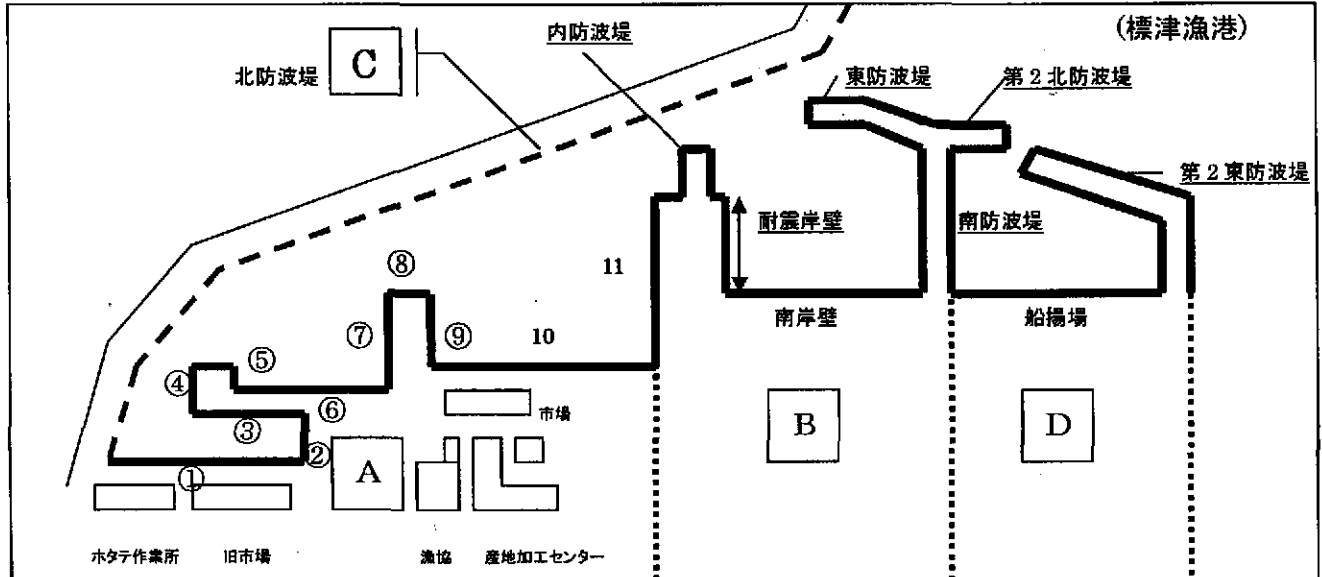 (標津漁港)
内防波堤
C
北防波堤
東防波堤
第2北防波堤
第2東防波堤
耐震岸壁
南防波堤
⑧
11
南岸壁
船揚場
⑦
⑨
10
⑤
④
⑥
市場
③
B
D
②
A
①
ホタテ作業所
旧市場
漁協
産地加工センター